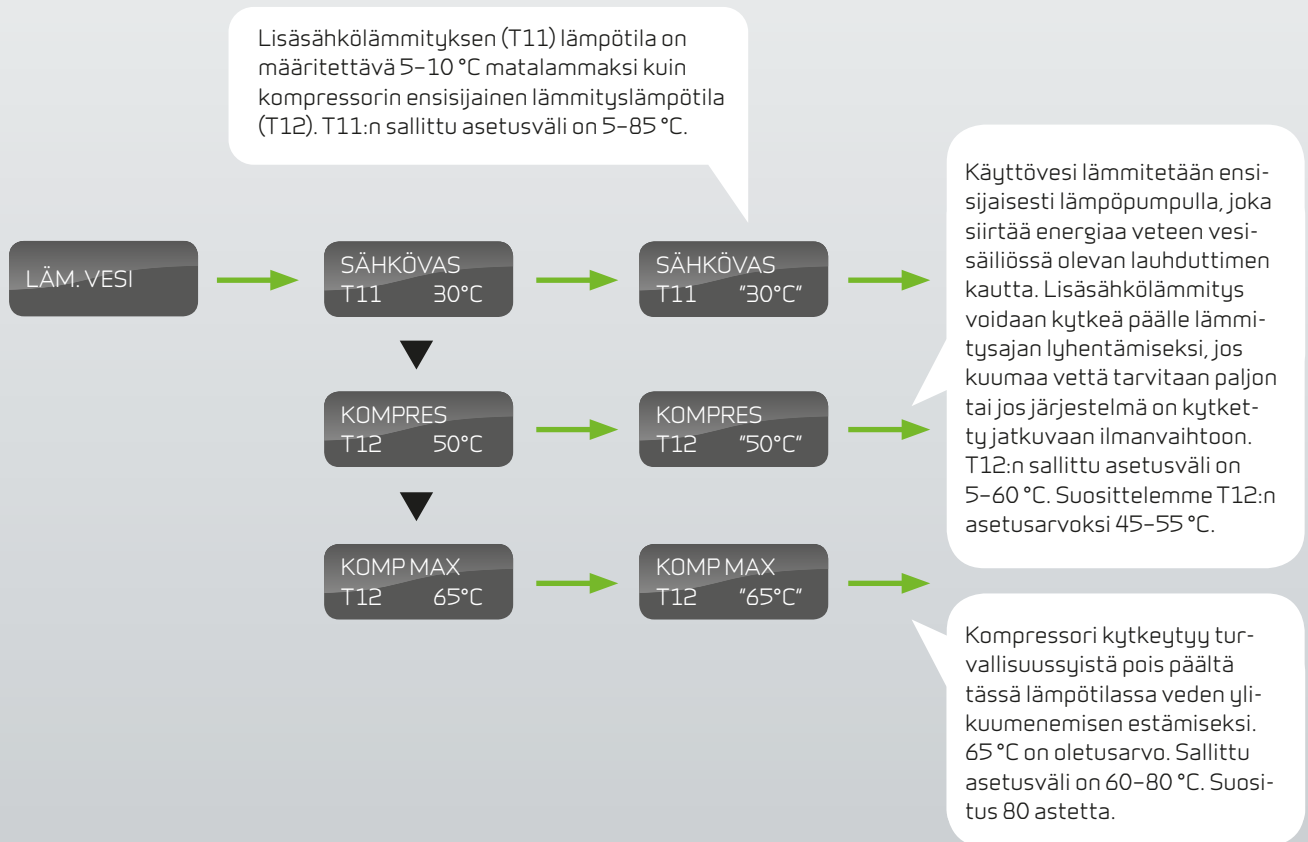 Lisäsähkölämmityksen (T11) lämpötila on
määritettävä 5–10 °C matalammaksi kuin
kompressorin ensisijainen lämmityslämpötila
(T12). T11:n sallittu asetusväli on 5–85 °C.
LÄM. VESI
SÄHKÖVAS
T11 30°C
SÄHKÖVAS
T11 "30°C"
Käyttövesi lämmitetään ensi-
sijaisesti lämpöpumpulla, joka
siirtää energiaa veteen vesi-
säiliössä olevan lauhduttimen
kautta. Lisäsähkölämmitys
voidaan kytkeä päälle lämmi-
tysajan lyhentämiseksi, jos
kuumaa vettä tarvitaan paljon
tai jos järjestelmä on kytket-
ty jatkuvaan ilmanvaihtoon.
T12:n sallittu asetusväli on
5–60 °C. Suosittelemme T12:n
asetusarvoksi 45–55 °C.
KOMPRES
T12 50°C
KOMPRES
T12 "50°C"
KOMP MAX
T12 65°C
KOMP MAX
T12 "65°C"
Kompressori kytkeytyy tur-
vallisuussyistä pois päältä
tässä lämpötilassa veden yli-
kuumenemisen estämiseksi.
65 °C on oletusarvo. Sallittu
asetusväli on 60–80 °C. Suosi-
tus 80 astetta.